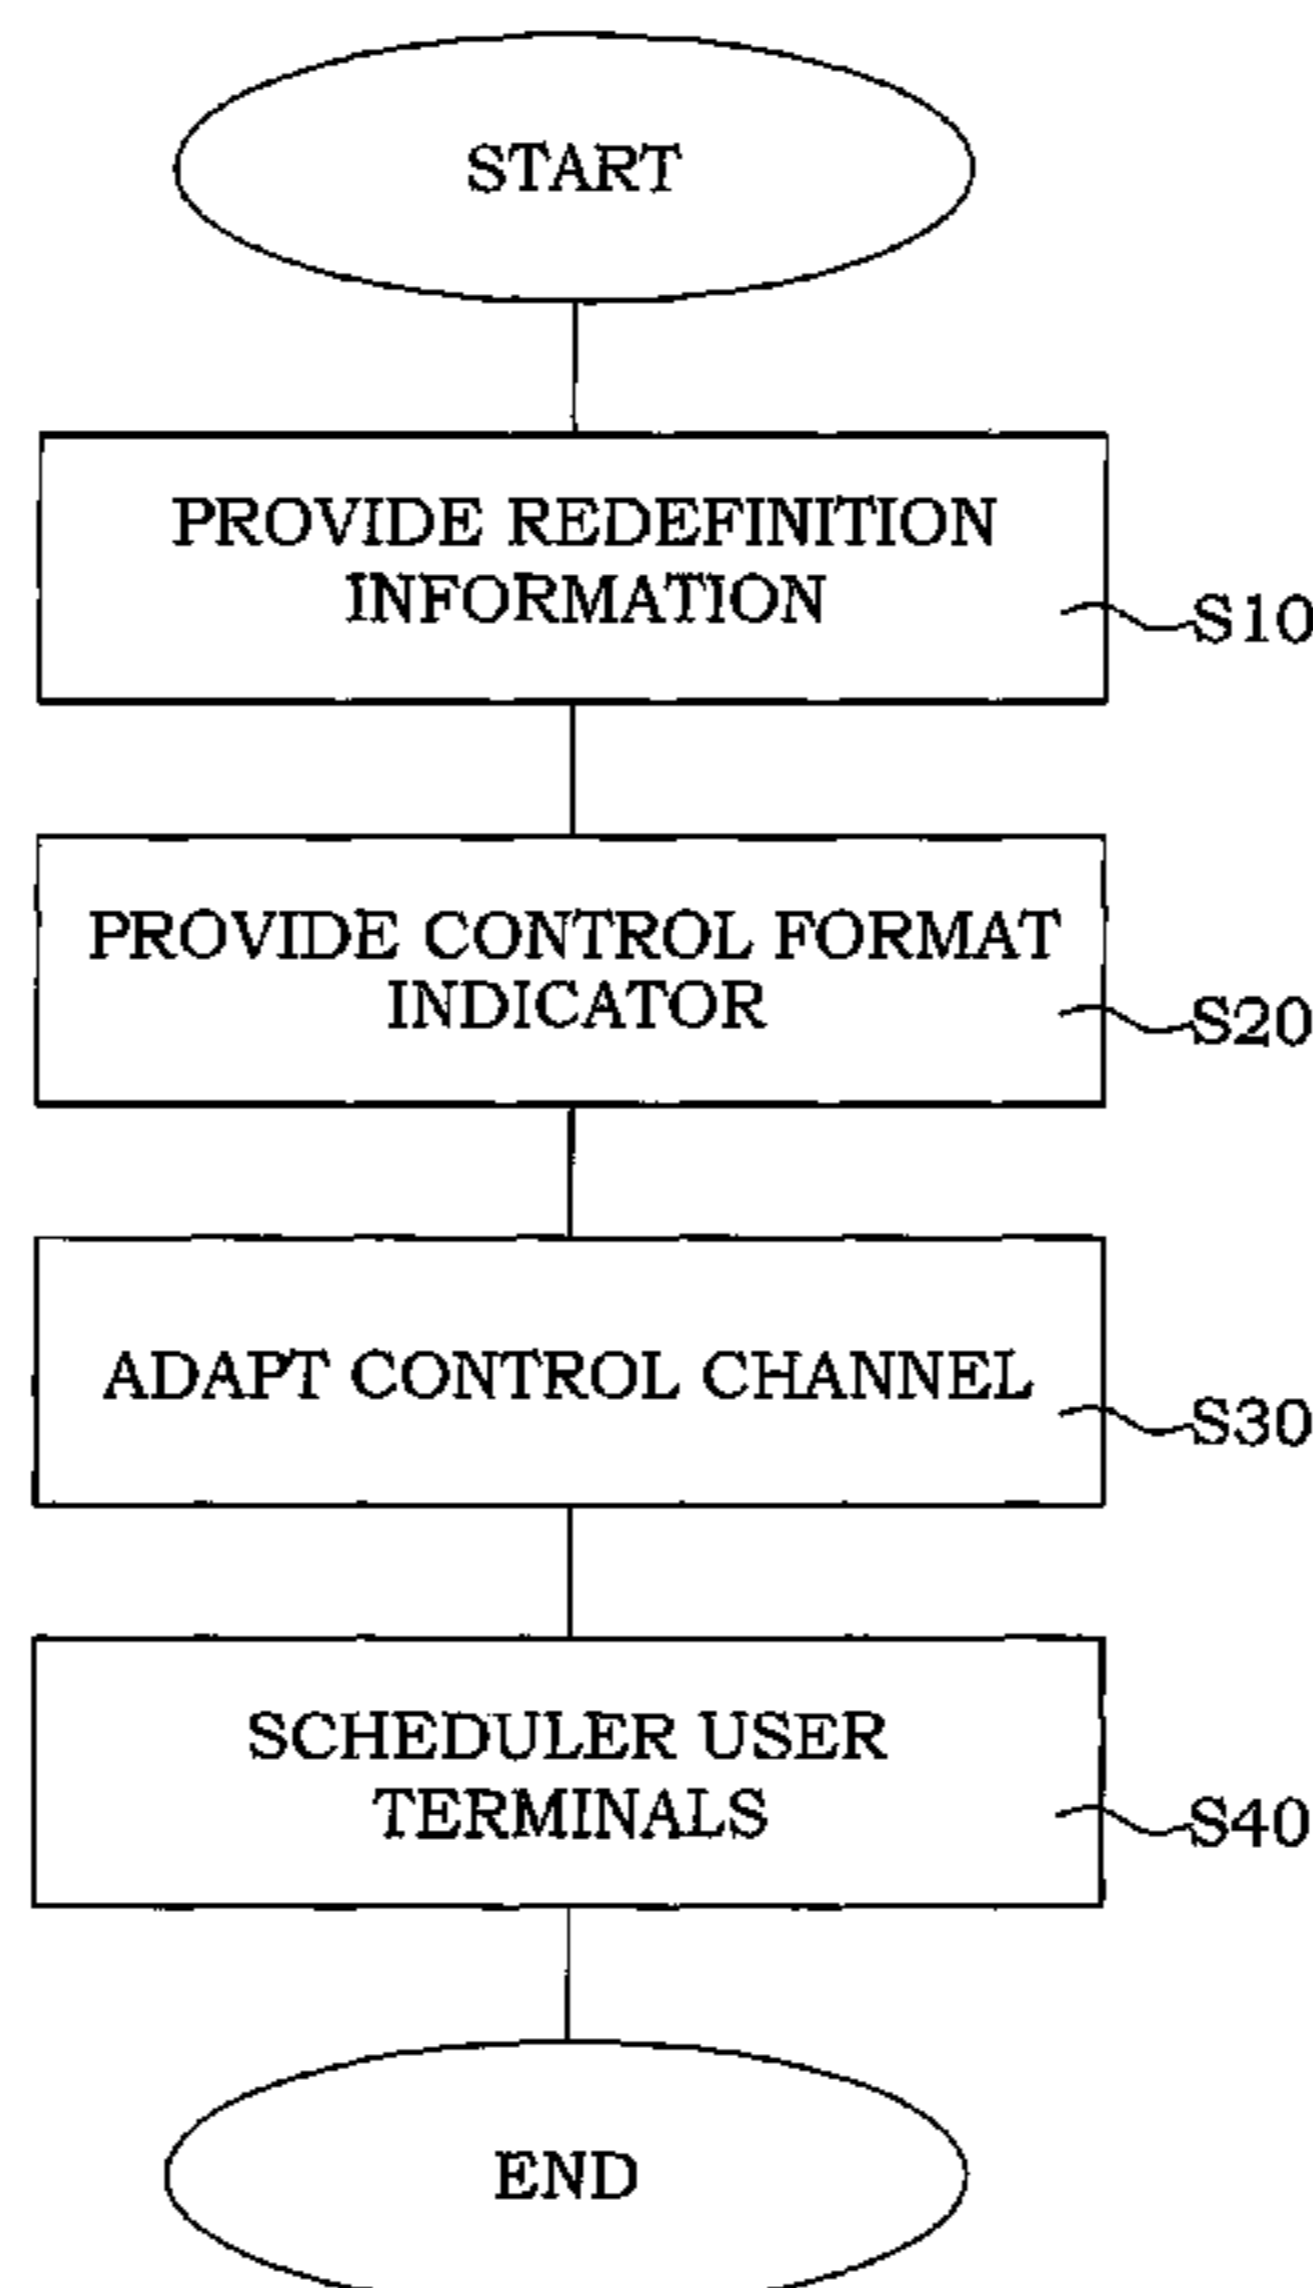 START
PROVIDE REDEFINITION
INFORMATION
S10
PROVIDE CONTROL FORMAT
INDICATOR
S20
ADAPT CONTROL CHANNEL
S30
SCHEDULER USER
TERMINALS
S40
END